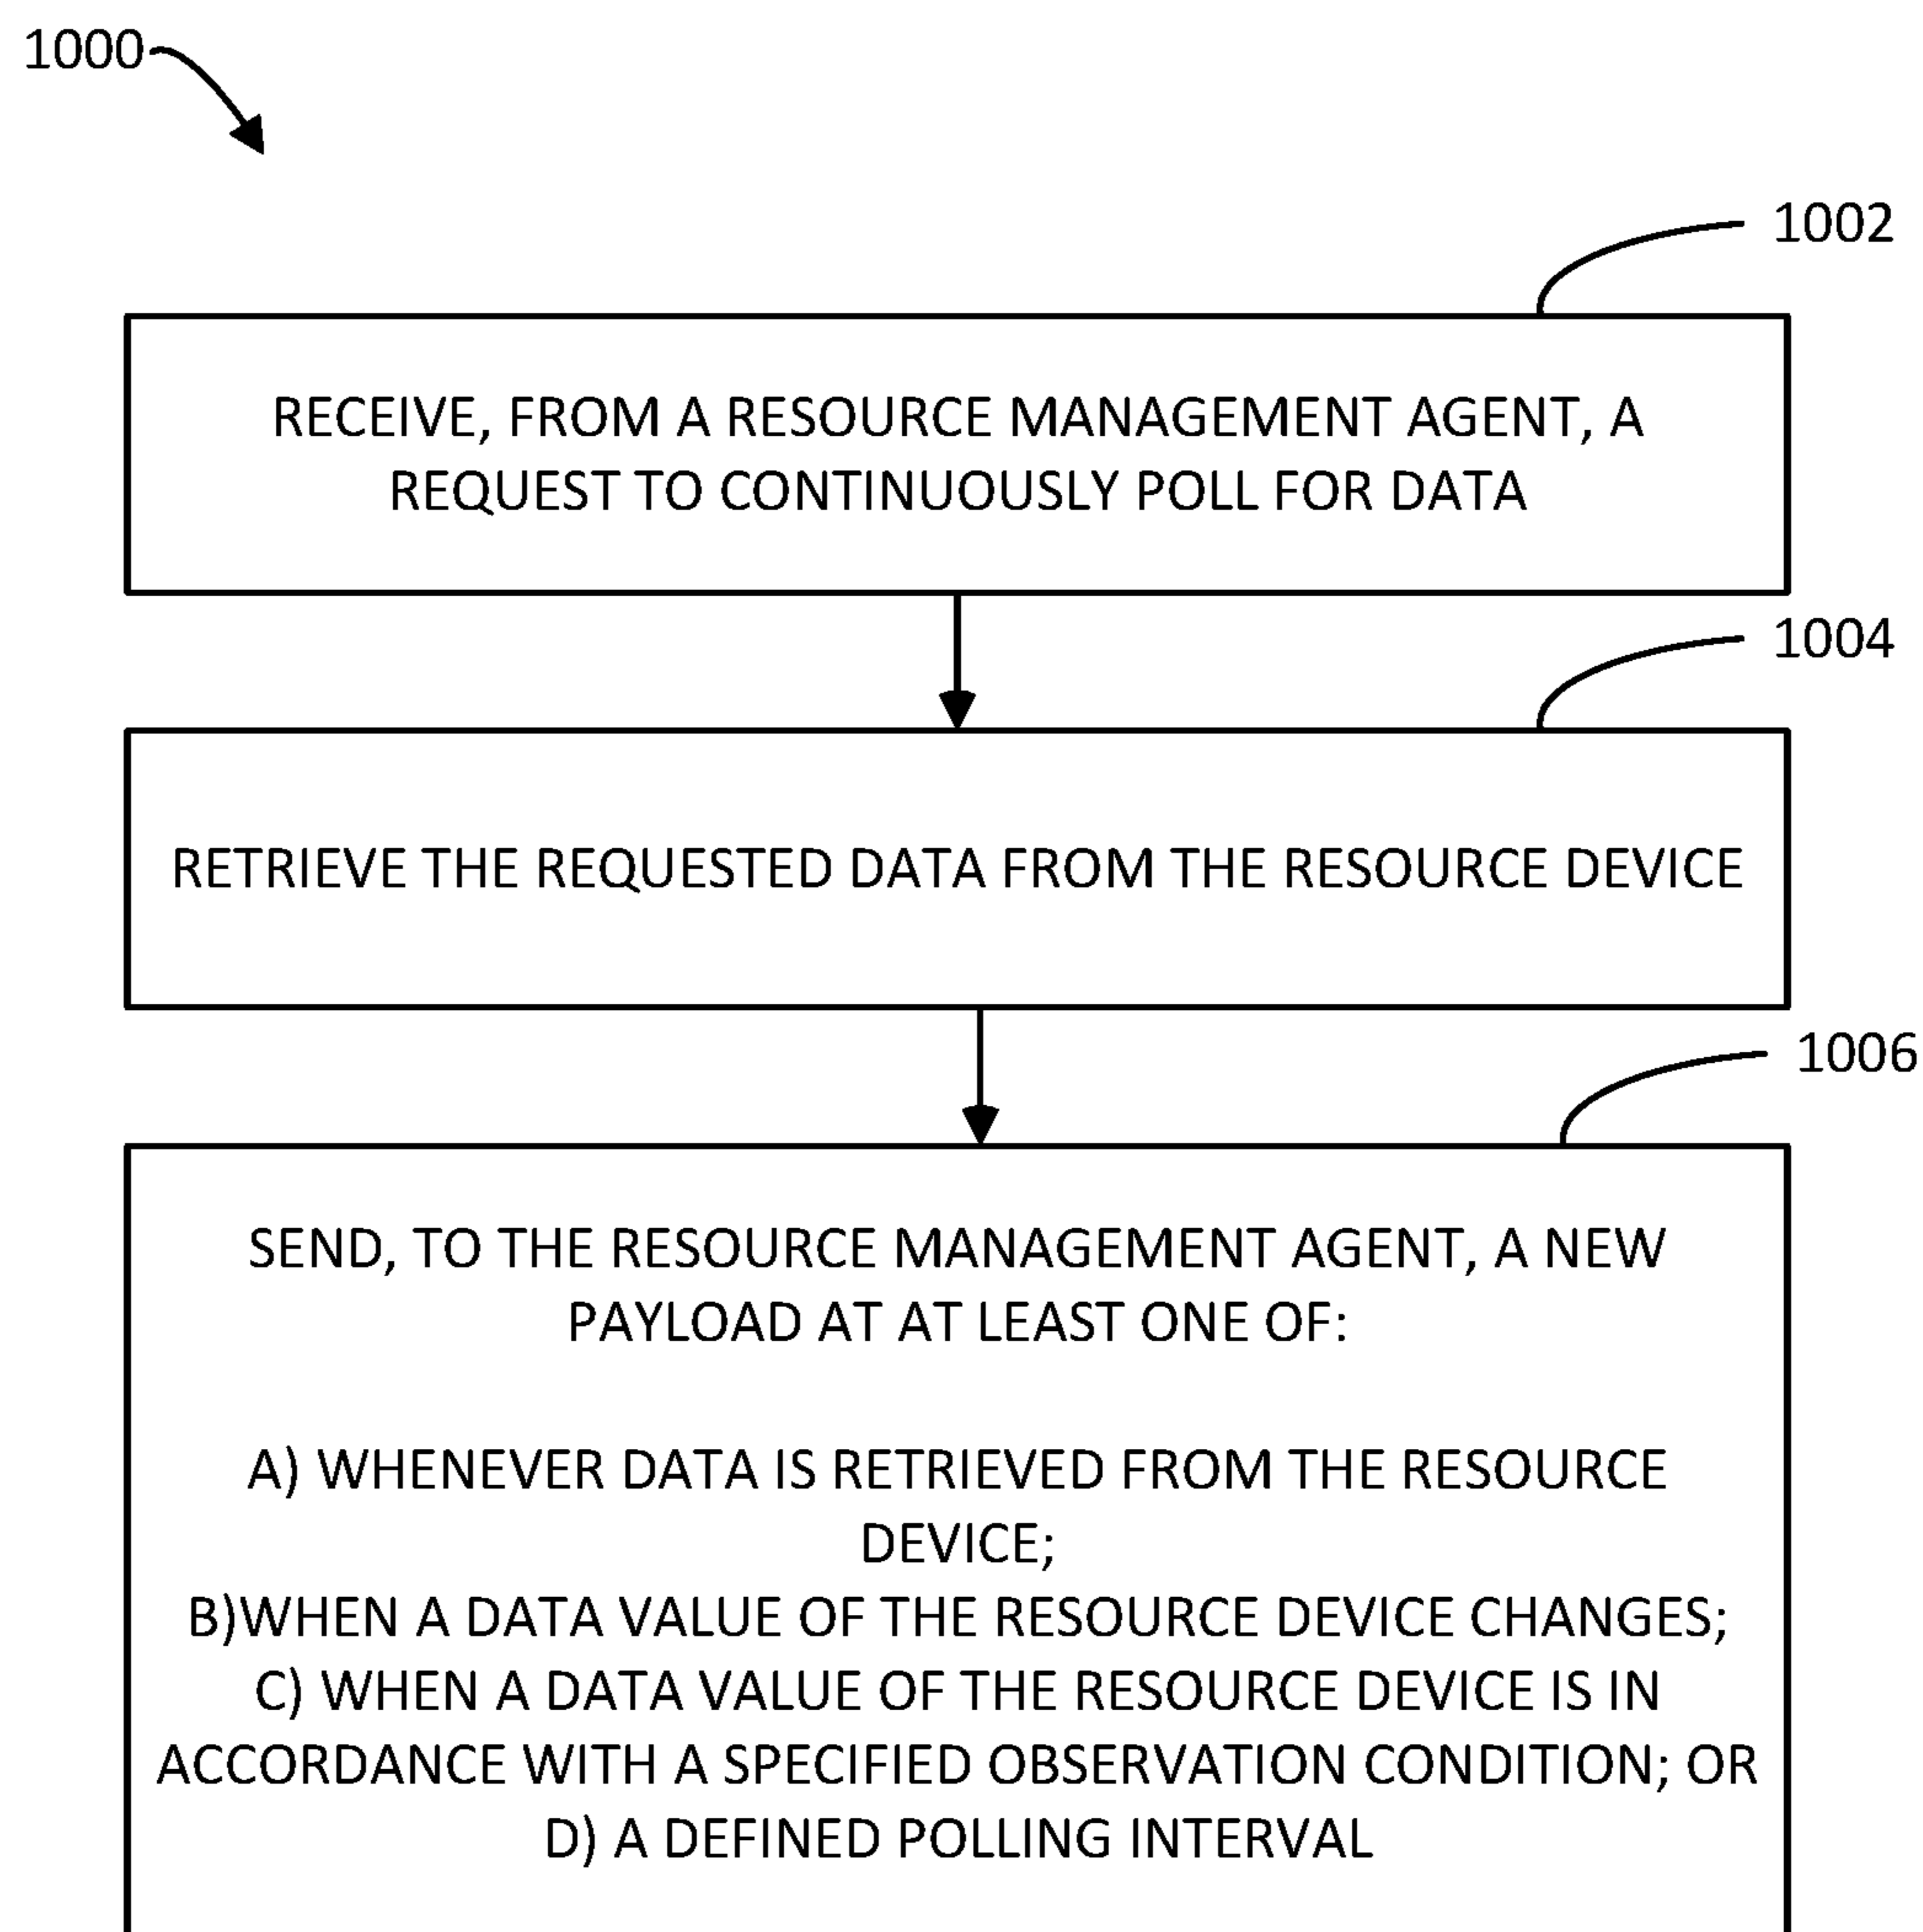 1000
1002
RECEIVE, FROM A RESOURCE MANAGEMENT AGENT, A
REQUEST TO CONTINUOUSLY POLL FOR DATA
1004
RETRIEVE THE REQUESTED DATA FROM THE RESOURCE DEVICE
1006
SEND, TO THE RESOURCE MANAGEMENT AGENT, A NEW
PAYLOAD AT AT LEAST ONE OF:
A) WHENEVER DATA IS RETRIEVED FROM THE RESOURCE
DEVICE;
B)WHEN A DATA VALUE OF THE RESOURCE DEVICE CHANGES;
C) WHEN A DATA VALUE OF THE RESOURCE DEVICE IS IN
ACCORDANCE WITH A SPECIFIED OBSERVATION CONDITION; OR
D) A DEFINED POLLING INTERVAL